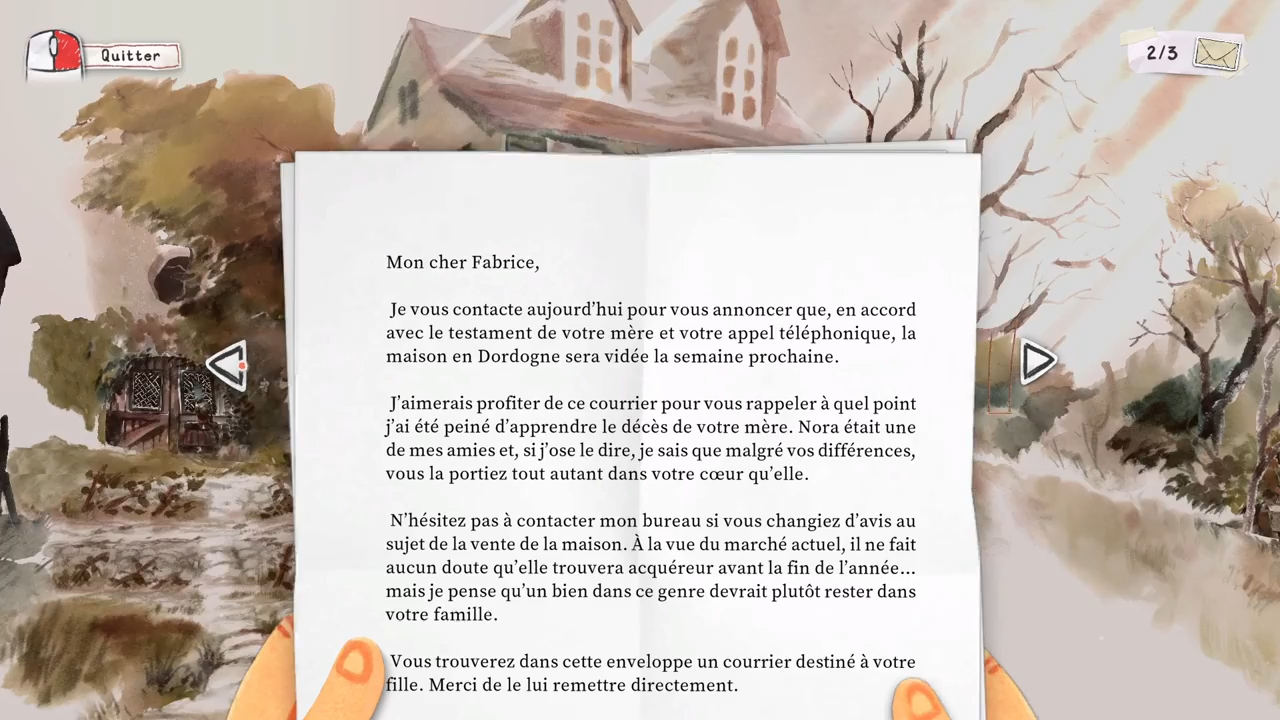 Quitter
2/3
Mon cher Fabrice,
Je vous contacte aujourd’hui pour vous annoncer que, en accord
avec le testament de votre mère et votre appel téléphonique, la
maison en Dordogne sera vidée la semaine prochaine.
J’aimerais profiter de ce courrier pour vous rappeler à quel point
j’ai été peiné d’apprendre le décès de votre mère. Nora était une
de mes amies et, si j’ose le dire, je sais que malgré vos différences,
vous la portiez tout autant dans votre cœur qu’elle.
N’hésitez pas à contacter mon bureau si vous changiez d’avis au
sujet de la vente de la maison. À la vue du marché actuel, il ne fait
aucun doute qu’elle trouvera acquéreur avant la fin de l’année...
mais je pense qu’un bien dans ce genre devrait plutôt rester dans
votre famille.
Vous trouverez dans cette enveloppe un courrier destiné à votre
fille. Merci de le lui remettre directement.